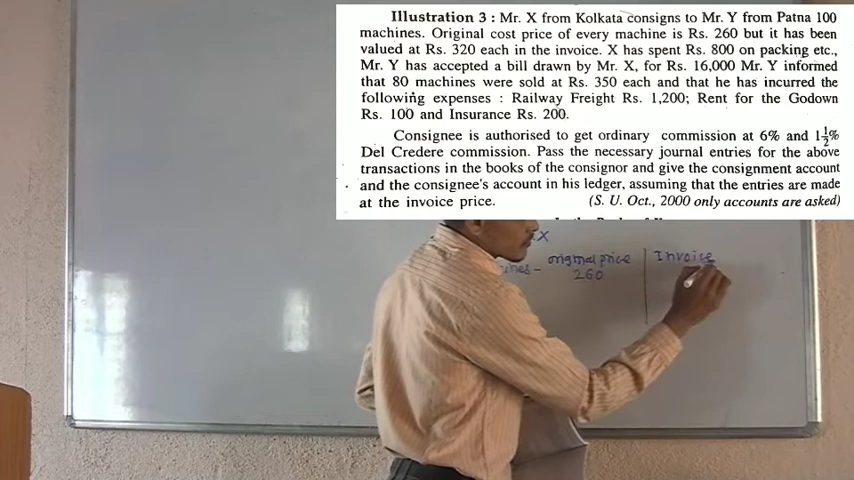 Illustration 3 : Mr. X from Kolkata consigns to Mr. Y from Patna 100
machines. Original cost price of every machine is Rs. 260 but it has been
valued at Rs. 320 each in the invoice. X has spent Rs. 800 on packing etc.,
Mr. Y has accepted a bill drawn by Mr. X, for Rs. 16,000 Mr. Y informed
that 80 machines were sold at Rs. 350 each and that he has incurred the
following expenses : Railway Freight Rs. 1,200; Rent for the Godown
Rs. 100 and Insurance Rs. 200.
Consignee is authorised to get ordinary commission at 6% and 1½%
Del Credere commission. Pass the necessary journal entries for the above
transactions in the books of the consignor and give the consignment account
and the consignee's account in his ledger, assuming that the entries are made
at the invoice price. (S. U. Oct., 2000 only accounts are asked)
X
original price Invoice
260